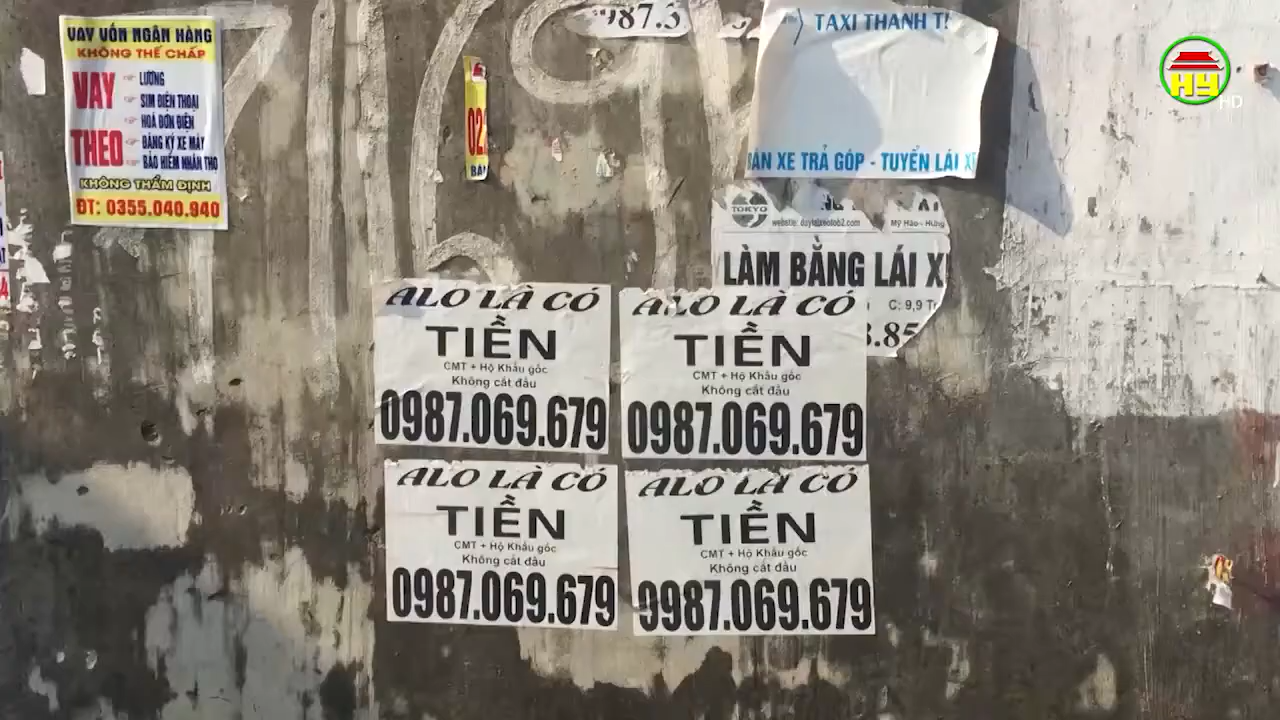 VAY VỐN NGÂN HÀNG
KHÔNG THẾ CHẤP
VAY
THEO
LƯƠNG
SIM ĐIỆN THOẠI
HOÁ ĐƠN ĐIỆN
ĐĂNG KÝ XE MÁY
BẢO HIỂM NHÂN THỌ
KHÔNG THẨM ĐỊNH
ĐT: 0355.040.940
02
987.3
TAXI THANH T
BÁN XE TRẢ GÓP - TUYỂN LÁI X
HY
HD
TOKYO
website: duylaixeotob2.com
Mỹ Hào - Hưng
LÀM BẰNG LÁI X
C: 9,9 Tr
8.85
ALO LÀ CÓ
TIỀN
CMT + Hộ Khẩu gốc
Không cắt đầu
0987.069.679
ALO LÀ CÓ
TIỀN
CMT + Hộ Khẩu gốc
Không cắt đầu
0987.069.679
ALO LÀ CÓ
TIỀN
CMT + Hộ Khẩu gốc
Không cắt đầu
0987.069.679
ALO LÀ CÓ
TIỀN
CMT + Hộ Khẩu gốc
Không cắt đầu
0987.069.679